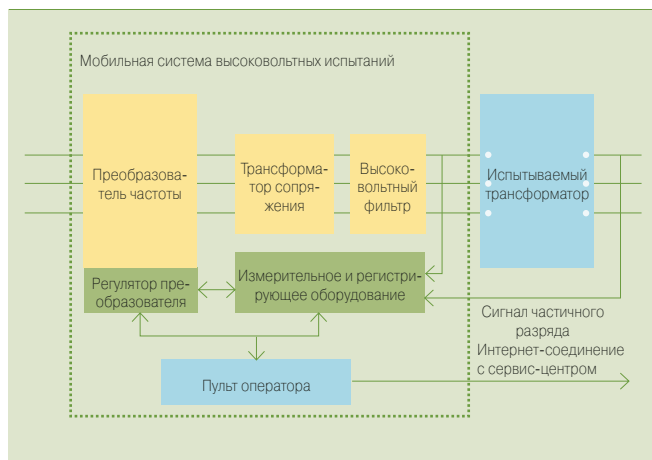 Мобильная система высоковольтных испытаний
Преобразова-
тель частоты
Трансформа-
тор сопря-
жения
Высоко-
вольтный
фильтр
Испытываемый
трансформатор
Регулятор пре-
образователя
Измерительное и регистри-
рующее оборудование
Сигнал частичного
разряда
Интернет-соединение
с сервис-центром
Пульт оператора